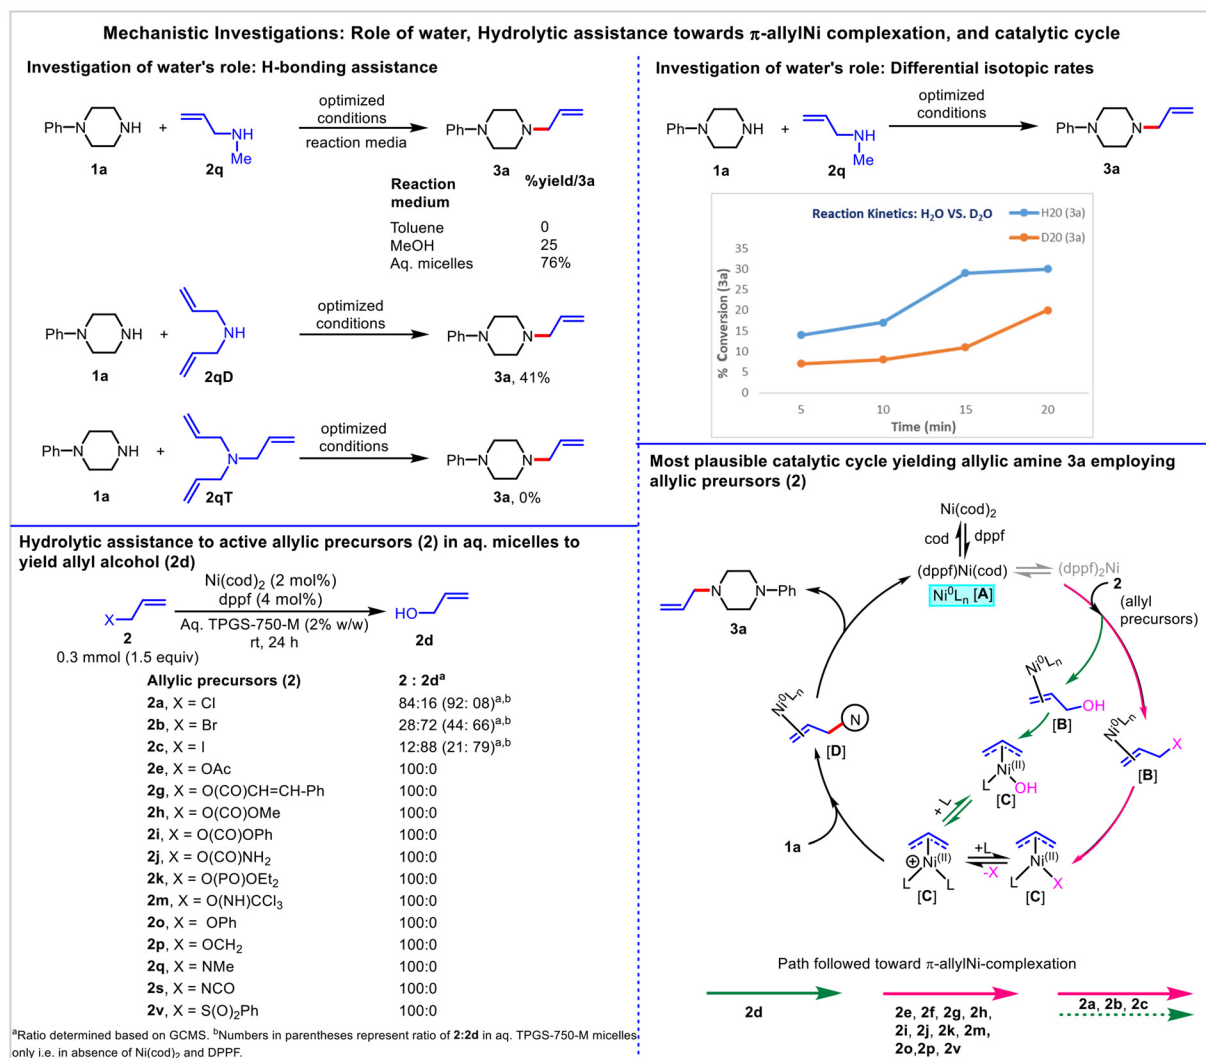 Mechanistic Investigations: Role of water, Hydrolytic assistance towards π-allylNi complexation, and catalytic cycle
Investigation of water's role: H-bonding assistance
Ph
N
NH
1a
+
NH
Me
2q
optimized
conditions
reaction media
Ph
N
N
3a
Reaction
medium
%yield/3a
Toluene 0
MeOH 25
Aq. micelles 76%
Ph
N
NH
1a
+
NH
2qD
optimized
conditions
Ph
N
N
3a, 41%
Ph
N
NH
1a
+
N
2qT
optimized
conditions
Ph
N
N
3a, 0%
Investigation of water's role: Differential isotopic rates
Ph
N
NH
1a
+
NH
Me
2q
optimized
conditions
Ph
N
N
3a
Reaction Kinetics: H₂O VS. D₂O
H20 (3a)
D20 (3a)
% Conversion (3a)
35
30
25
20
15
10
5
0
5 10 15 20
Time (min)
Hydrolytic assistance to active allylic precursors (2) in aq. micelles to
yield allyl alcohol (2d)
X
2
0.3 mmol (1.5 equiv)
Ni(cod)₂ (2 mol%)
dppf (4 mol%)
Aq. TPGS-750-M (2% w/w)
rt, 24 h
HO
2d
Allylic precursors (2) 2 : 2dᵃ
2a, X = Cl 84:16 (92: 08)ᵃ,ᵇ
2b, X = Br 28:72 (44: 66)ᵃ,ᵇ
2c, X = I 12:88 (21: 79)ᵃ,ᵇ
2e, X = OAc 100:0
2g, X = O(CO)CH=CH-Ph 100:0
2h, X = O(CO)OMe 100:0
2i, X = O(CO)OPh 100:0
2j, X = O(CO)NH₂ 100:0
2k, X = O(PO)OEt₂ 100:0
2m, X = O(NH)CCl₃ 100:0
2o, X = OPh 100:0
2p, X = OCH₂ 100:0
2q, X = NMe 100:0
2s, X = NCO 100:0
2v, X = S(O)₂Ph 100:0
ᵃRatio determined based on GCMS. ᵇNumbers in parentheses represent ratio of 2:2d in aq. TPGS-750-M micelles
only i.e. in absence of Ni(cod)₂ and DPPF.
Most plausible catalytic cycle yielding allylic amine 3a employing
allylic preursors (2)
Ni(cod)₂
cod
dppf
(dppf)Ni(cod)
(dppf)₂Ni
Ni⁰Lₙ [A]
2
(allyl
precursors)
N
N
Ph
3a
Ni⁰Lₙ
OH
[B]
Ni⁰Lₙ
X
[B]
Ni⁰Lₙ
N
[D]
Ni(II)
L
OH
[C]
+ L
1a
⊕
Ni(II)
L
L
[C]
+L
-X
Ni(II)
L
X
[C]
Path followed toward π-allylNi-complexation
2d
2e, 2f, 2g, 2h,
2i, 2j, 2k, 2m,
2o,2p, 2v
2a, 2b, 2c